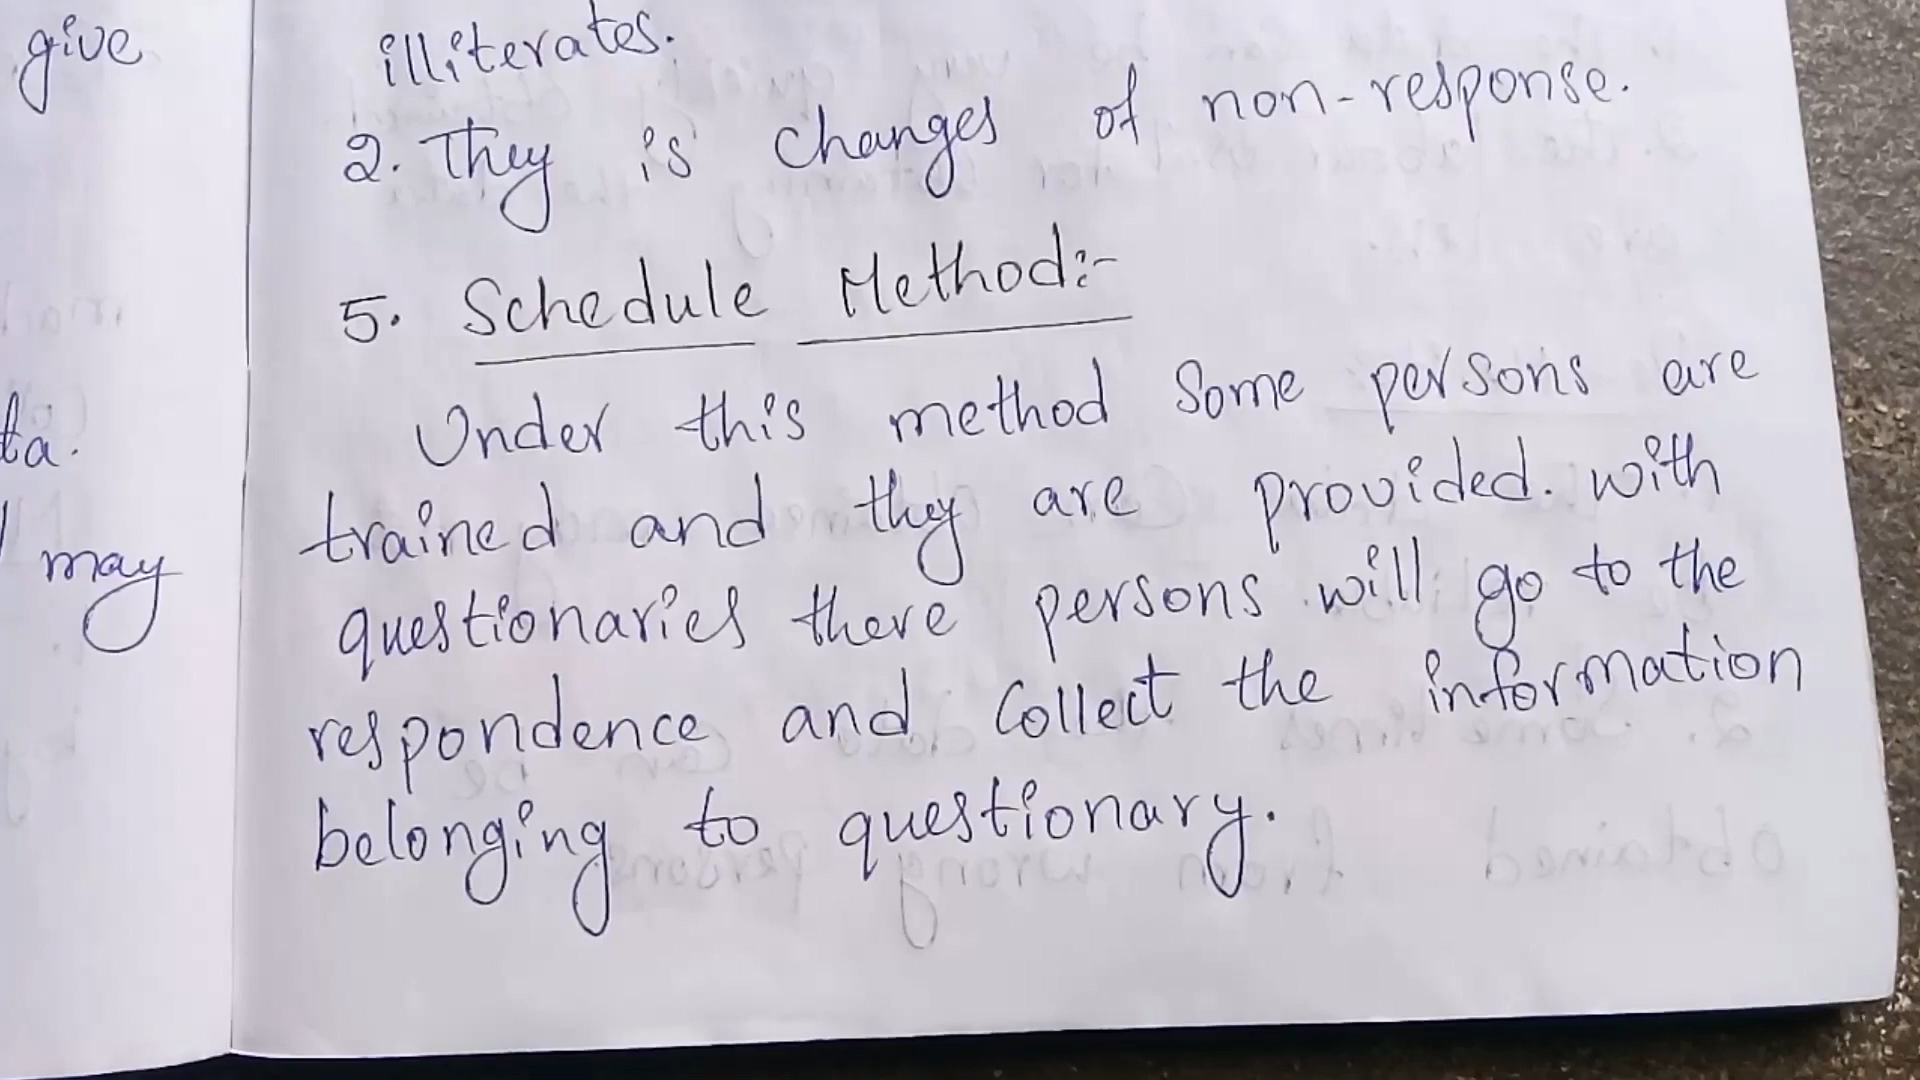 give
ta.
may
illiterates.
2. They is changes of non-response.
5. Schedule Method:-
Under this method Some persons are
trained and they are provided. with
questionaries there persons will go to the
respondence and Collect the information
belonging to questionary.